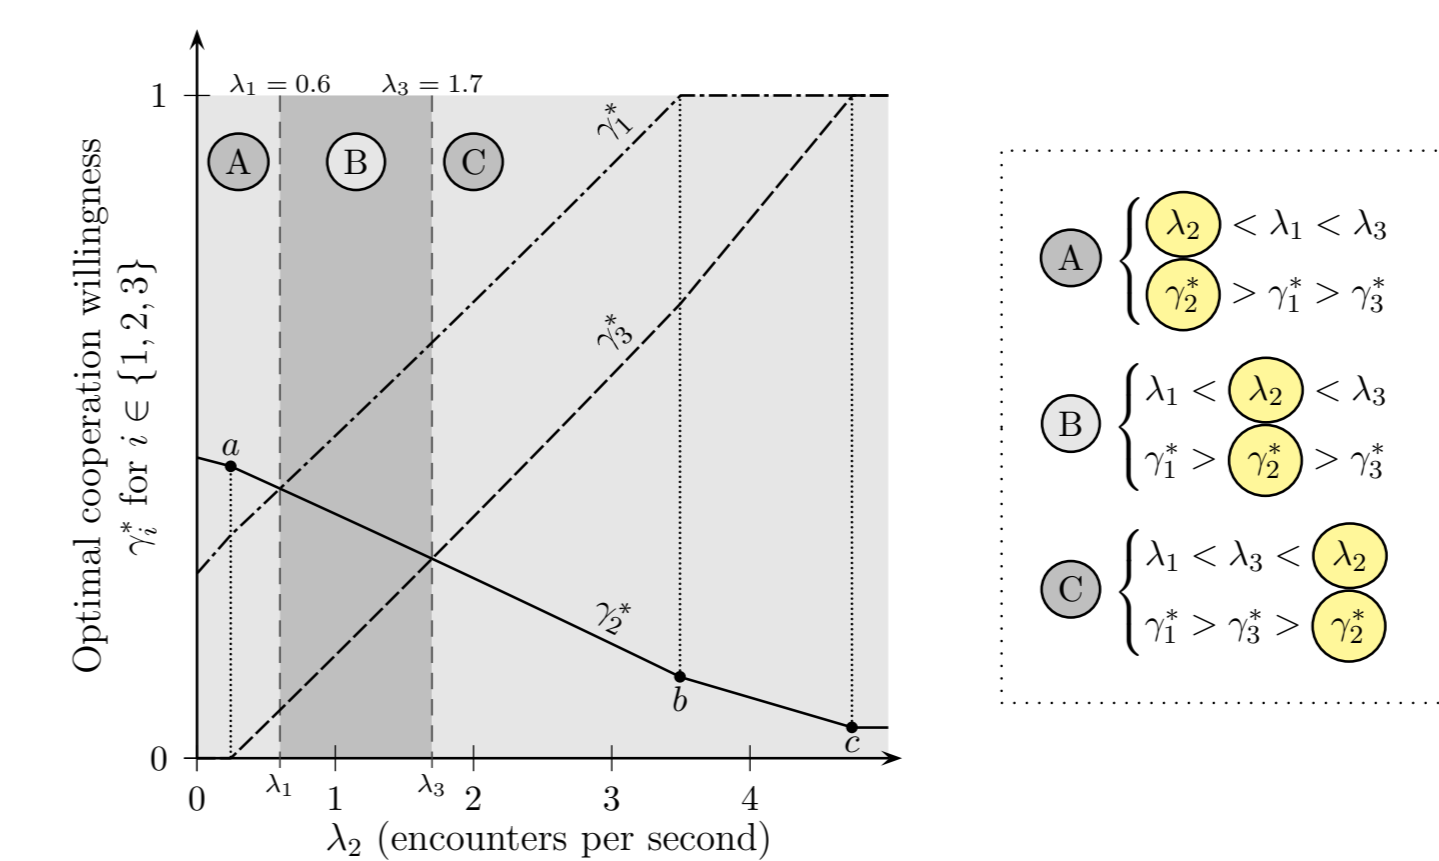 λ₁ = 0.6 λ₃ = 1.7
1
A B C
γ₁*
γ₃*
γ₂*
a
b
c
0
Optimal cooperation willingness
γᵢ* for i ∈ {1, 2, 3}
λ₁ λ₃
0 1 2 3 4
λ₂ (encounters per second)
A { λ₂ < λ₁ < λ₃
γ₂* > γ₁* > γ₃*
B { λ₁ < λ₂ < λ₃
γ₁* > γ₂* > γ₃*
C { λ₁ < λ₃ < λ₂
γ₁* > γ₃* > γ₂*